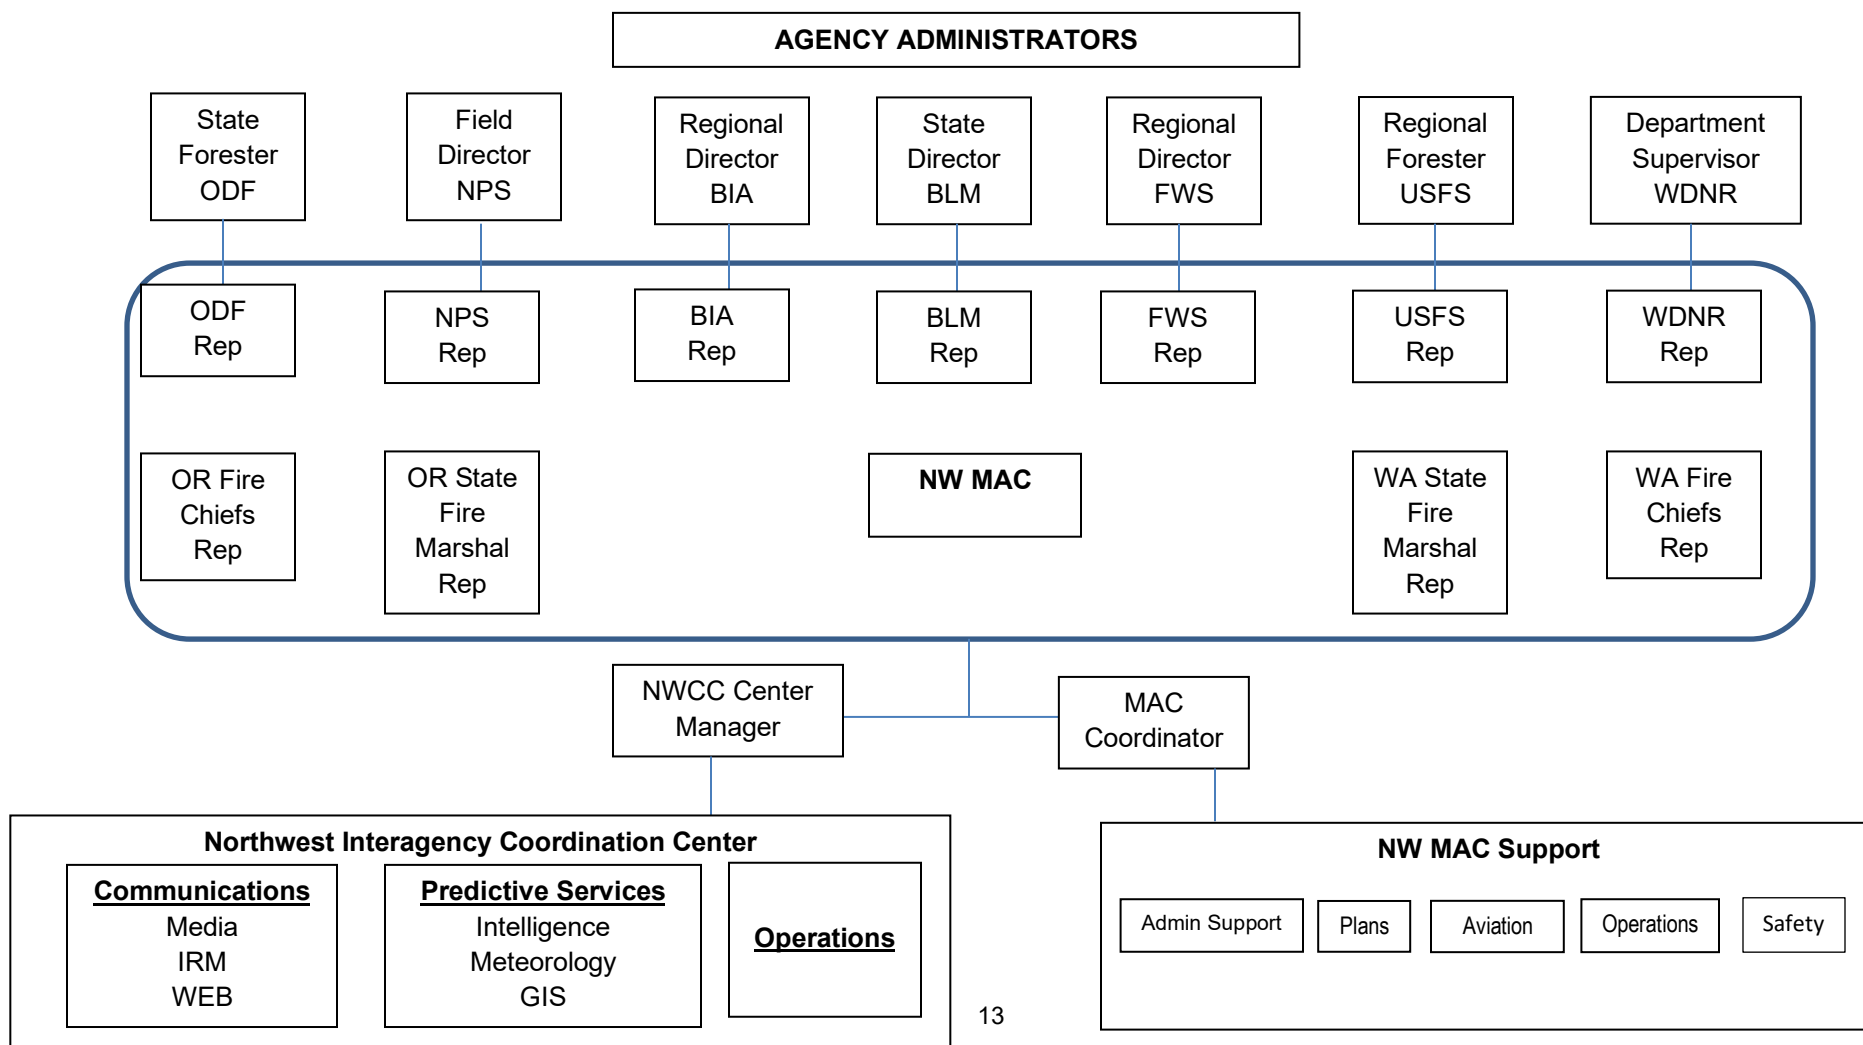 AGENCY ADMINISTRATORS
State
Forester
ODF
Field
Director
NPS
Regional
Director
BIA
State
Director
BLM
Regional
Director
FWS
Regional
Forester
USFS
Department
Supervisor
WDNR
ODF
Rep
NPS
Rep
BIA
Rep
BLM
Rep
FWS
Rep
USFS
Rep
WDNR
Rep
OR Fire
Chiefs
Rep
OR State
Fire
Marshal
Rep
NW MAC
WA State
Fire
Marshal
Rep
WA Fire
Chiefs
Rep
NWCC Center
Manager
MAC
Coordinator
Northwest Interagency Coordination Center
Communications
Media
IRM
WEB
Predictive Services
Intelligence
Meteorology
GIS
Operations
NW MAC Support
Admin Support
Plans
Aviation
Operations
Safety
13